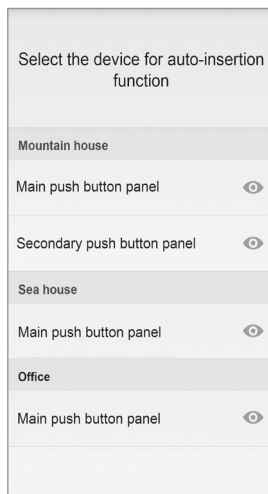 Select the device for auto-insertion
function
Mountain house
Main push button panel
Secondary push button panel
Sea house
Main push button panel
Office
Main push button panel